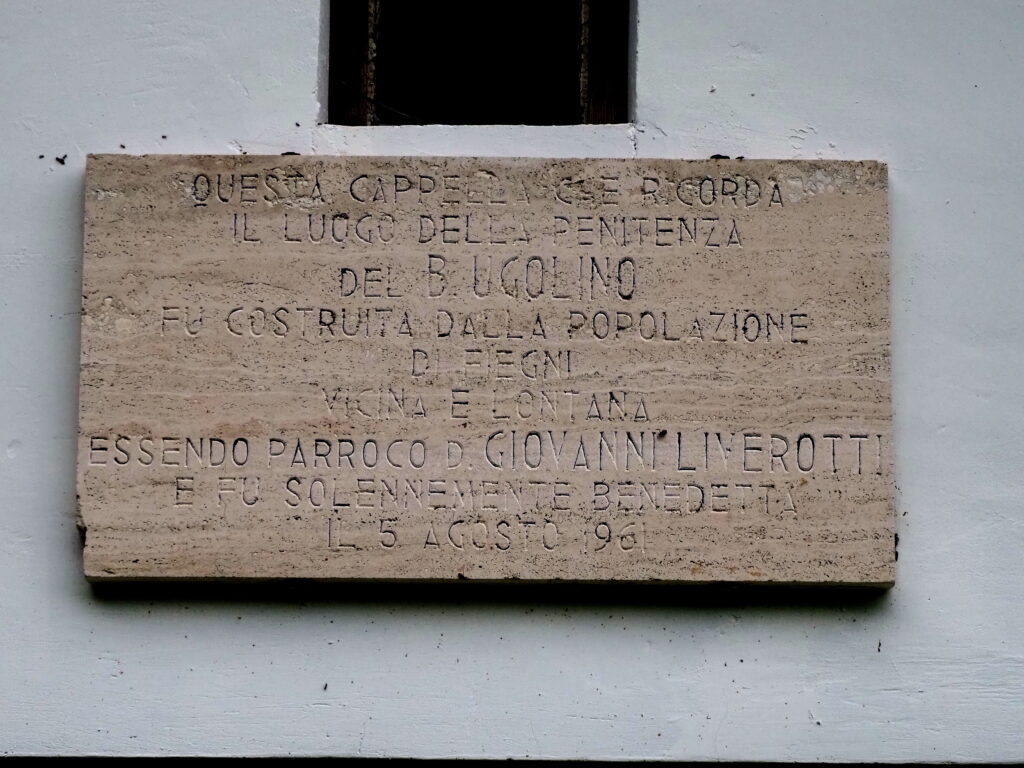 QUESTA CAPPELLA CHE RICORDA
IL LUOGO DELLA PENITENZA
DEL B. UGOLINO
FU COSTRUITA DALLA POPOLAZIONE
DI FIEGNI
VICINA E LONTANA
ESSENDO PARROCO D. GIOVANNI LIVEROTTI
E FU SOLENNEMENTE BENEDETTA
IL 5 AGOSTO 1961